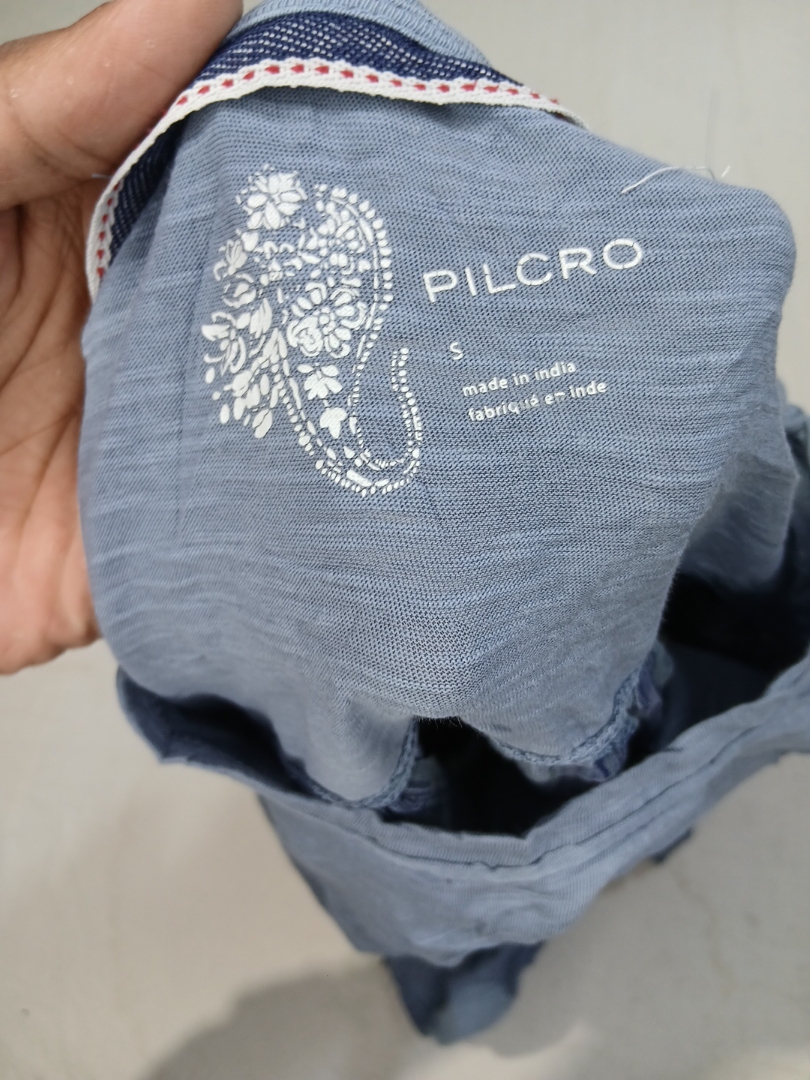 PILCRO
S
made in india
fabriqué en inde